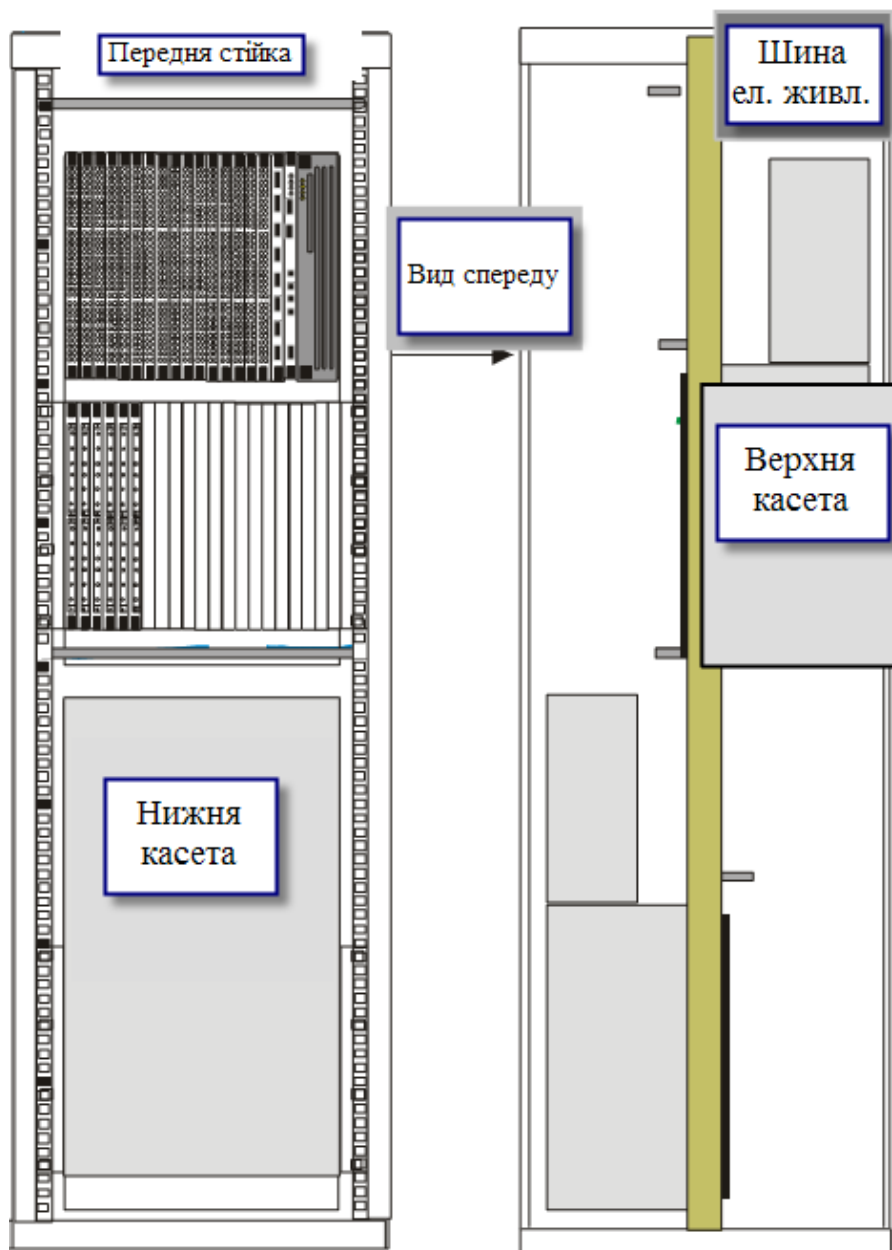 Передня стійка
Шина
ел. живл.
Вид спереду
Верхня
касета
Нижня
касета